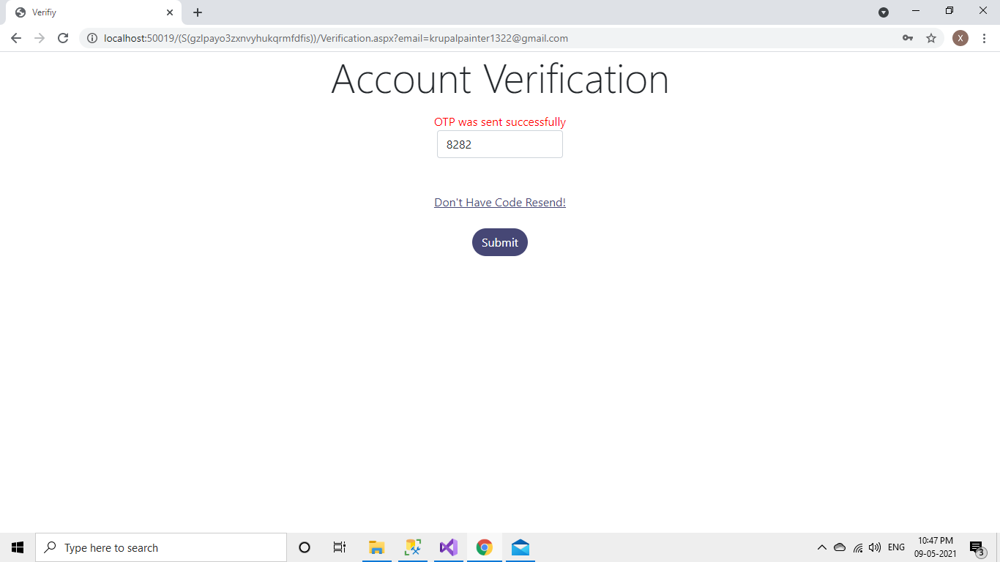 Verifiy
localhost:50019/(S(gzlpayo3zxnvyhukqrmfdfis))/Verification.aspx?email=krupalpainter1322@gmail.com
X
Account Verification
OTP was sent successfully
8282
Don't Have Code Resend!
Submit
Type here to search
ENG
10:47 PM
09-05-2021
3